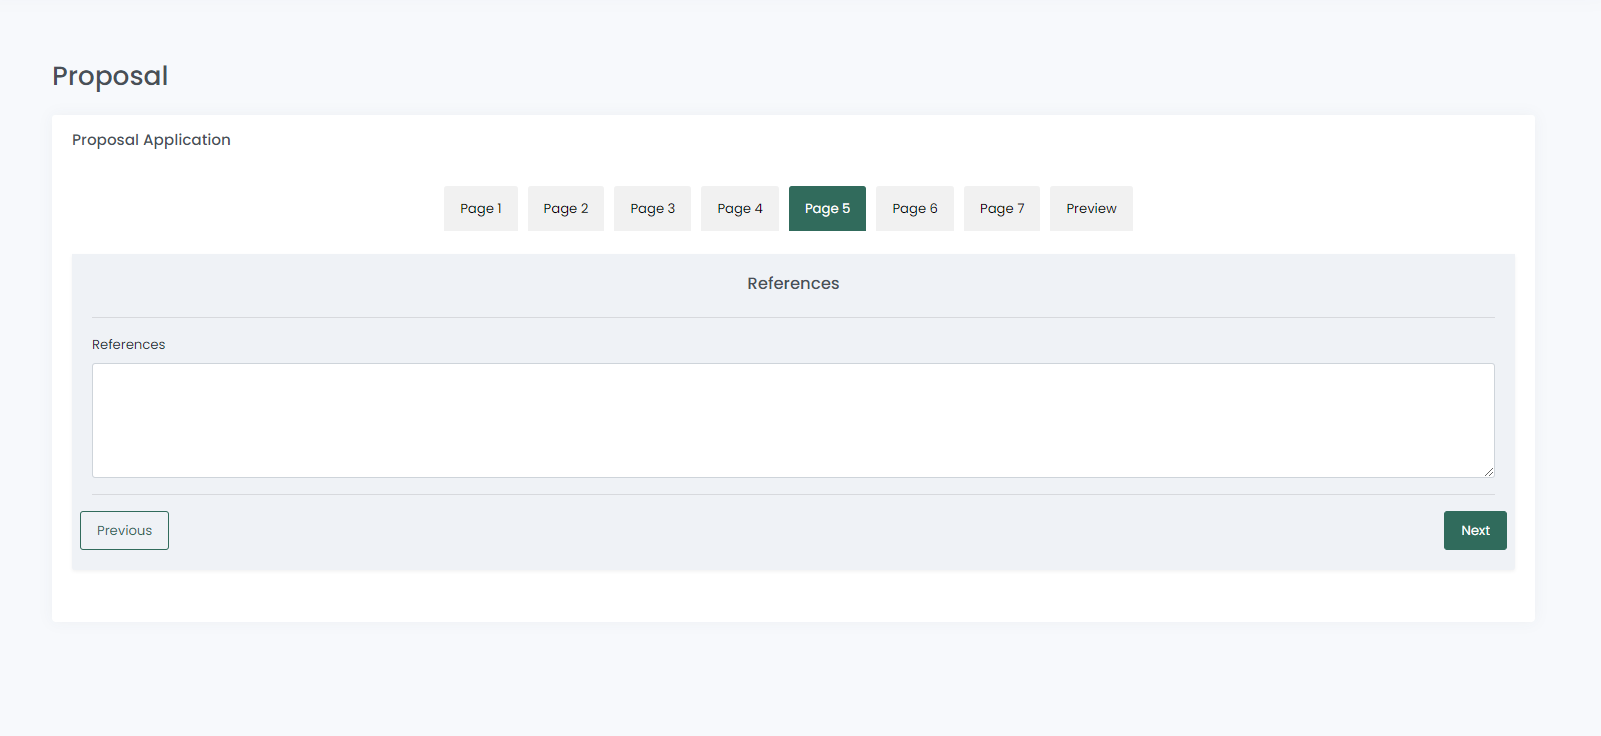 Proposal
Proposal Application
Page 1 Page 2 Page 3 Page 4 Page 5 Page 6 Page 7 Preview
References
References
Previous Next